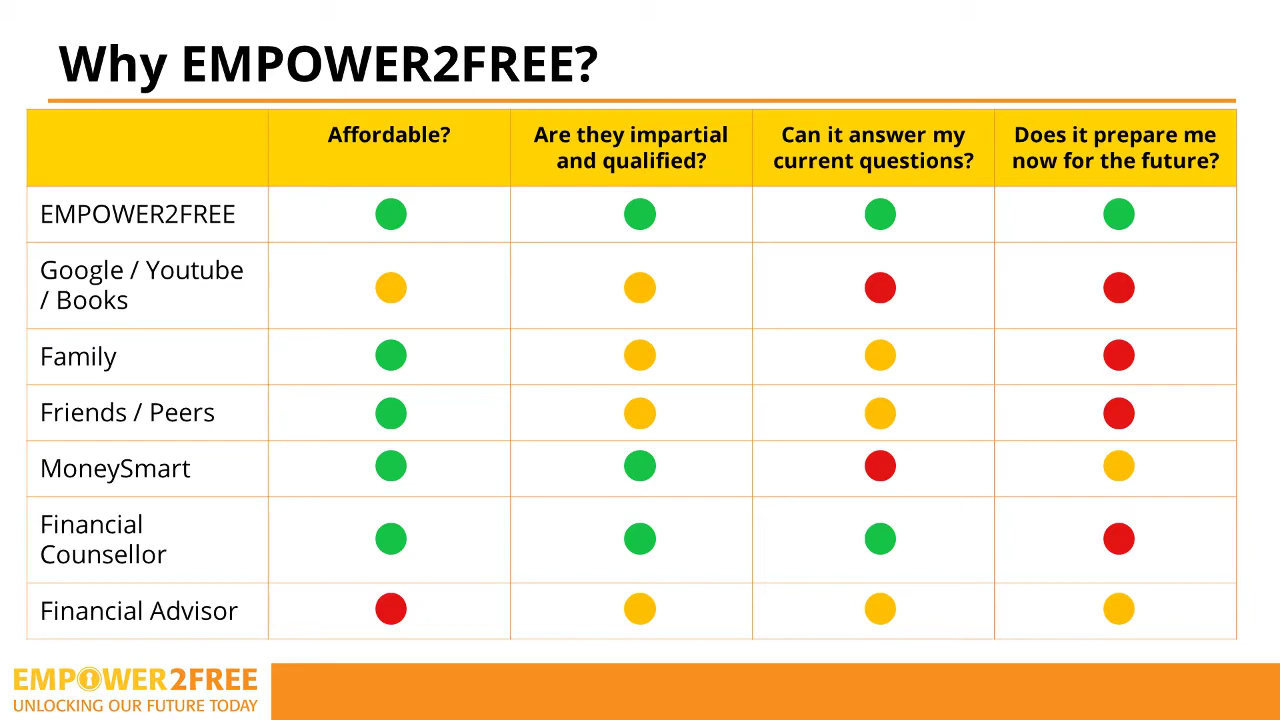 Why EMPOWER2FREE?
Affordable?
Are they impartial
and qualified?
Can it answer my
current questions?
Does it prepare me
now for the future?
EMPOWER2FREE
Google / Youtube
/ Books
Family
Friends / Peers
MoneySmart
Financial
Counsellor
Financial Advisor
EMPOWER2FREE
UNLOCKING OUR FUTURE TODAY